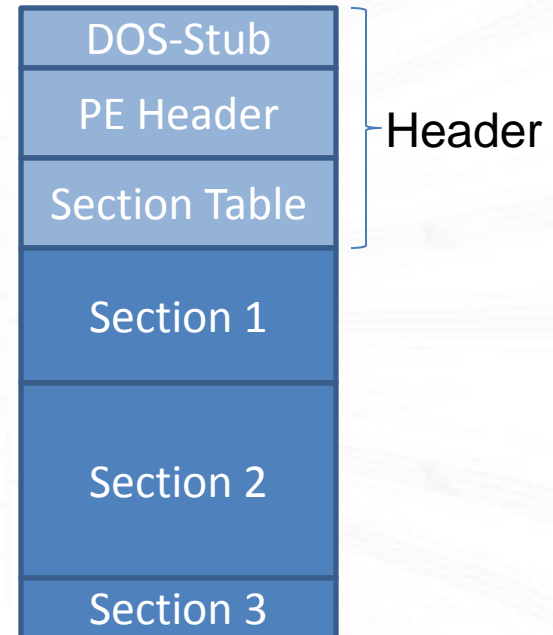 DOS-Stub
PE Header
Header
Section Table
Section 1
Section 2
Section 3